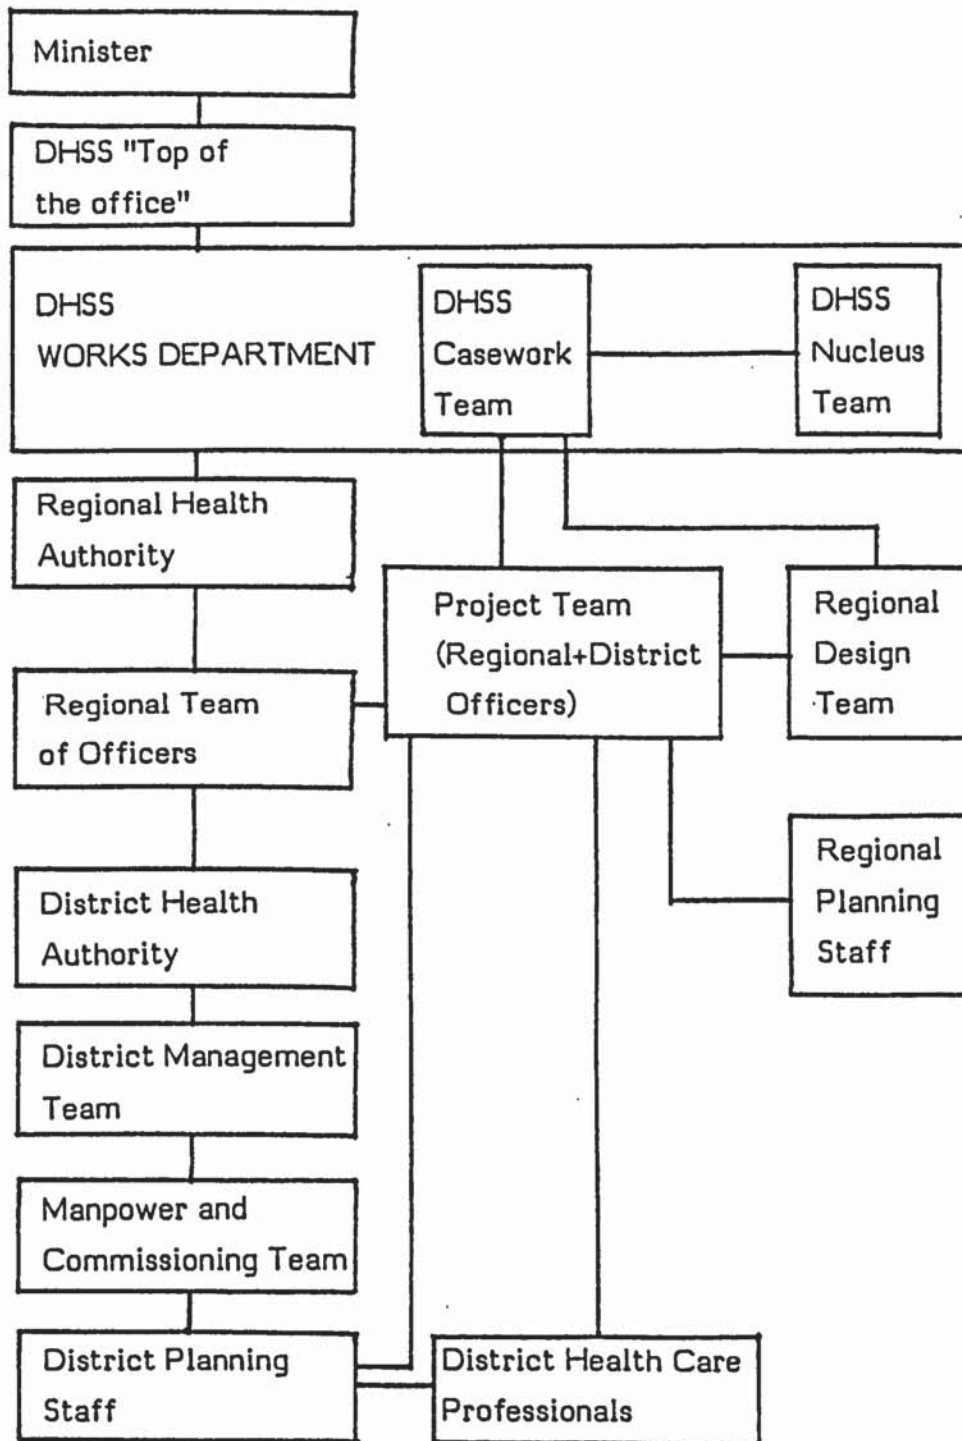 Minister
DHSS "Top of
the office"
DHSS
WORKS DEPARTMENT
DHSS
Casework
Team
DHSS
Nucleus
Team
Regional Health
Authority
Project Team
(Regional+District
Officers)
Regional
Design
Team
Regional Team
of Officers
Regional
Planning
Staff
District Health
Authority
District Management
Team
Manpower and
Commissioning Team
District Planning
Staff
District Health Care
Professionals